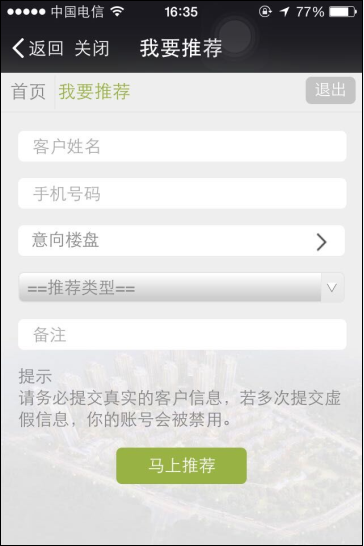 中国电信 16:35 77%
返回 关闭 我要推荐
首页 我要推荐 退出
客户姓名
手机号码
意向楼盘
==推荐类型==
备注
提示
请务必提交真实的客户信息，若多次提交虚
假信息，你的账号会被禁用。
马上推荐